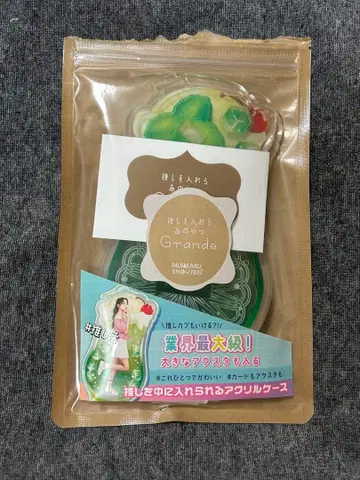 推しを入れる
あのやつ
推しを入れる
あのやつ
Grande
NUIMARU
SHOTEN
#推し充
\推しカプもいける?!/
業界最大級!
大きなアクスタも入る
#これひとつでかわいい #カードもアクスタも
推しを中に入れられるアクリルケース